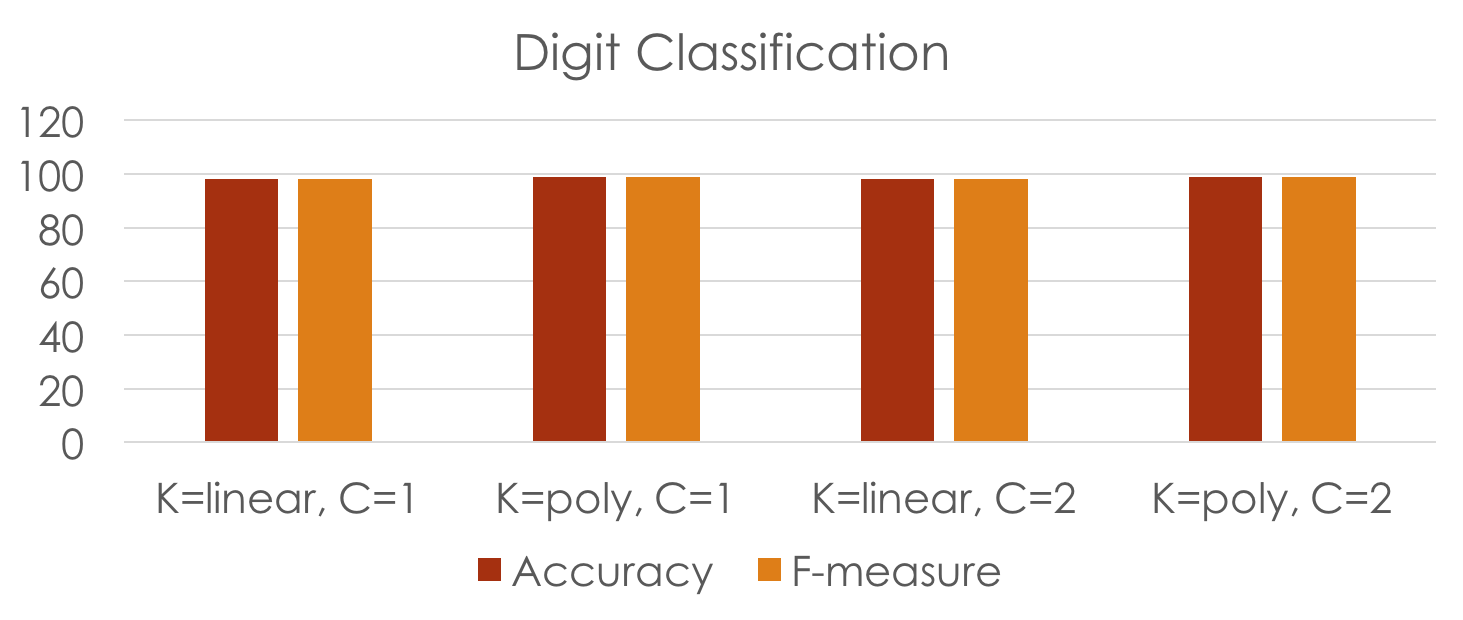 Digit Classification
120
100
80
60
40
20
0
K=linear, C=1 K=poly, C=1 K=linear, C=2 K=poly, C=2
Accuracy F-measure